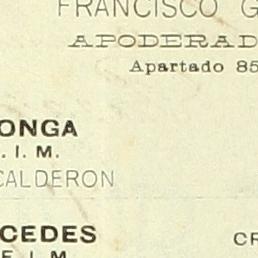 FRANCISCO G
APODERAD
Apartado 85
ONGA
. I. M.
CALDERON
CEDES
CR
E. I. M.